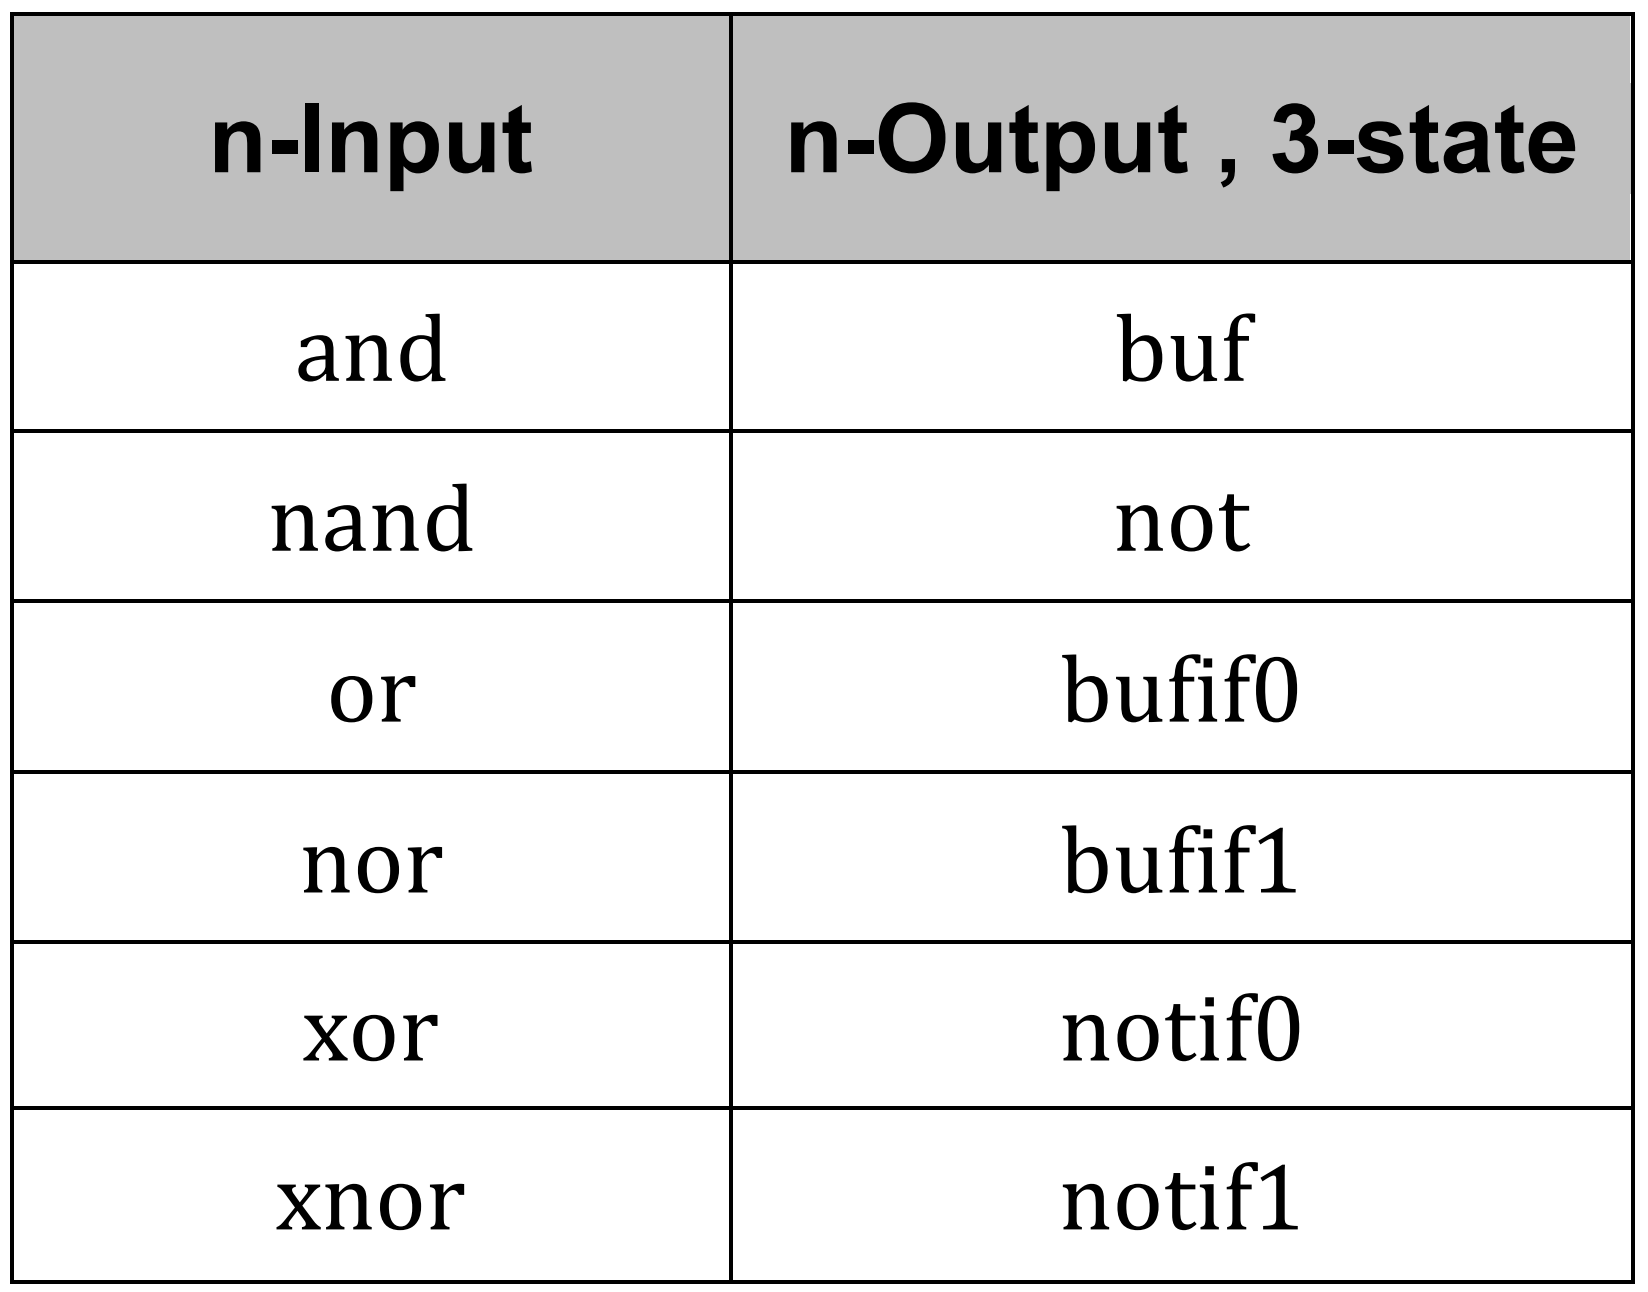 n-Input n-Output , 3-state
and buf
nand not
or bufif0
nor bufif1
xor notif0
xnor notif1